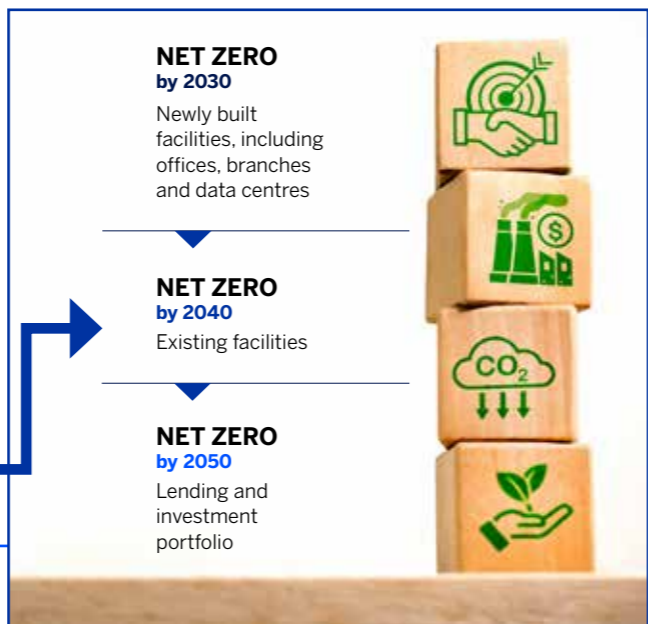 NET ZERO
by 2030
Newly built
facilities, including
offices, branches
and data centres
NET ZERO
by 2040
Existing facilities
NET ZERO
by 2050
Lending and
investment
portfolio
$
CO₂